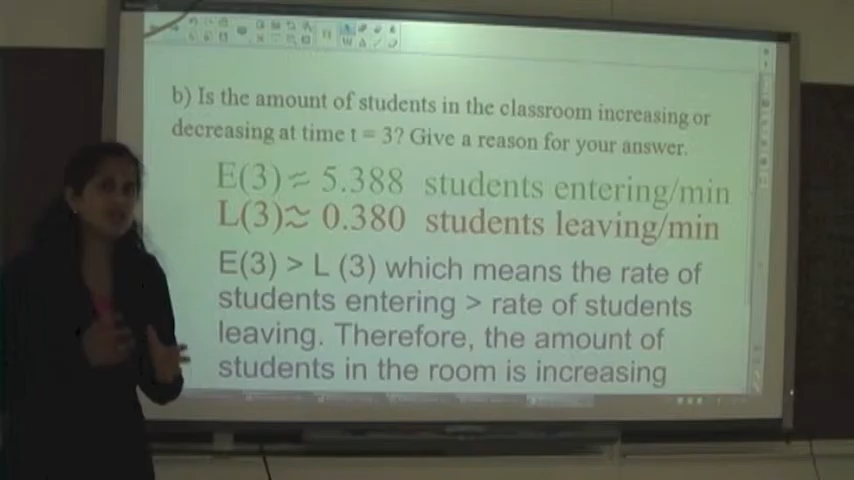 b) Is the amount of students in the classroom increasing or
decreasing at time t = 3? Give a reason for your answer.
E(3) ≈ 5.388 students entering/min
L(3) ≈ 0.380 students leaving/min
E(3) > L (3) which means the rate of
students entering > rate of students
leaving. Therefore, the amount of
students in the room is increasing